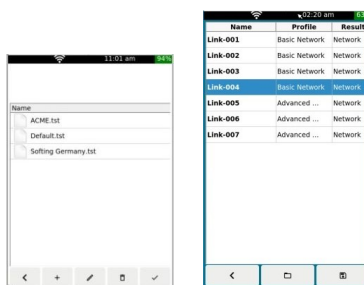 11:01 am 94%
Name
ACME.tst
Default.tst
Softing Germany.tst
02:20 am 63
Name Profile Result
Link-001 Basic Network Network
Link-002 Basic Network Network
Link-003 Basic Network Network
Link-004 Basic Network Network
Link-005 Advanced ... Network
Link-006 Advanced ... Network
Link-007 Advanced ... Network